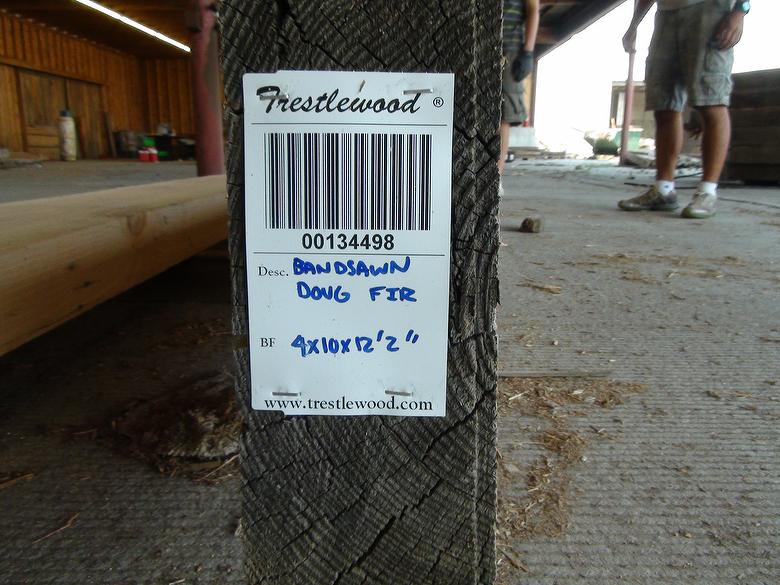 Trestlewood ®
00134498
Desc. BANDSAWN
DOUG FIR
BF 4x10x12'2"
www.trestlewood.com